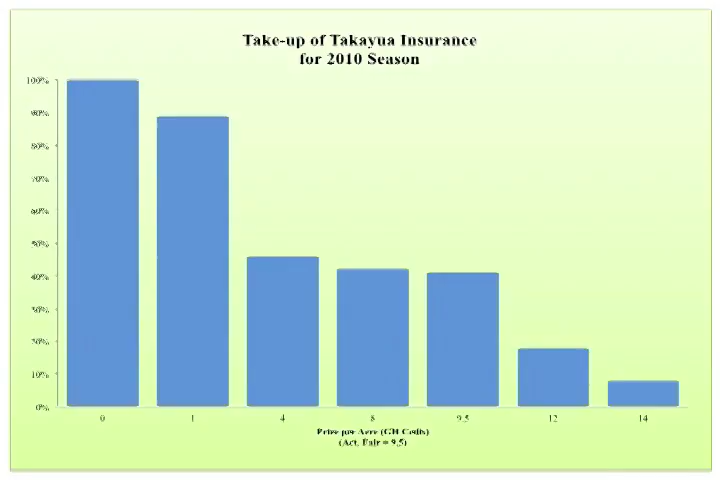 Take-up of Takayua Insurance
for 2010 Season
100%
90%
80%
70%
60%
50%
40%
30%
20%
10%
0%
0 1 4 8 9.5 12 14
Price per Acre (GH Cedis)
(Act. Fair = 9.5)